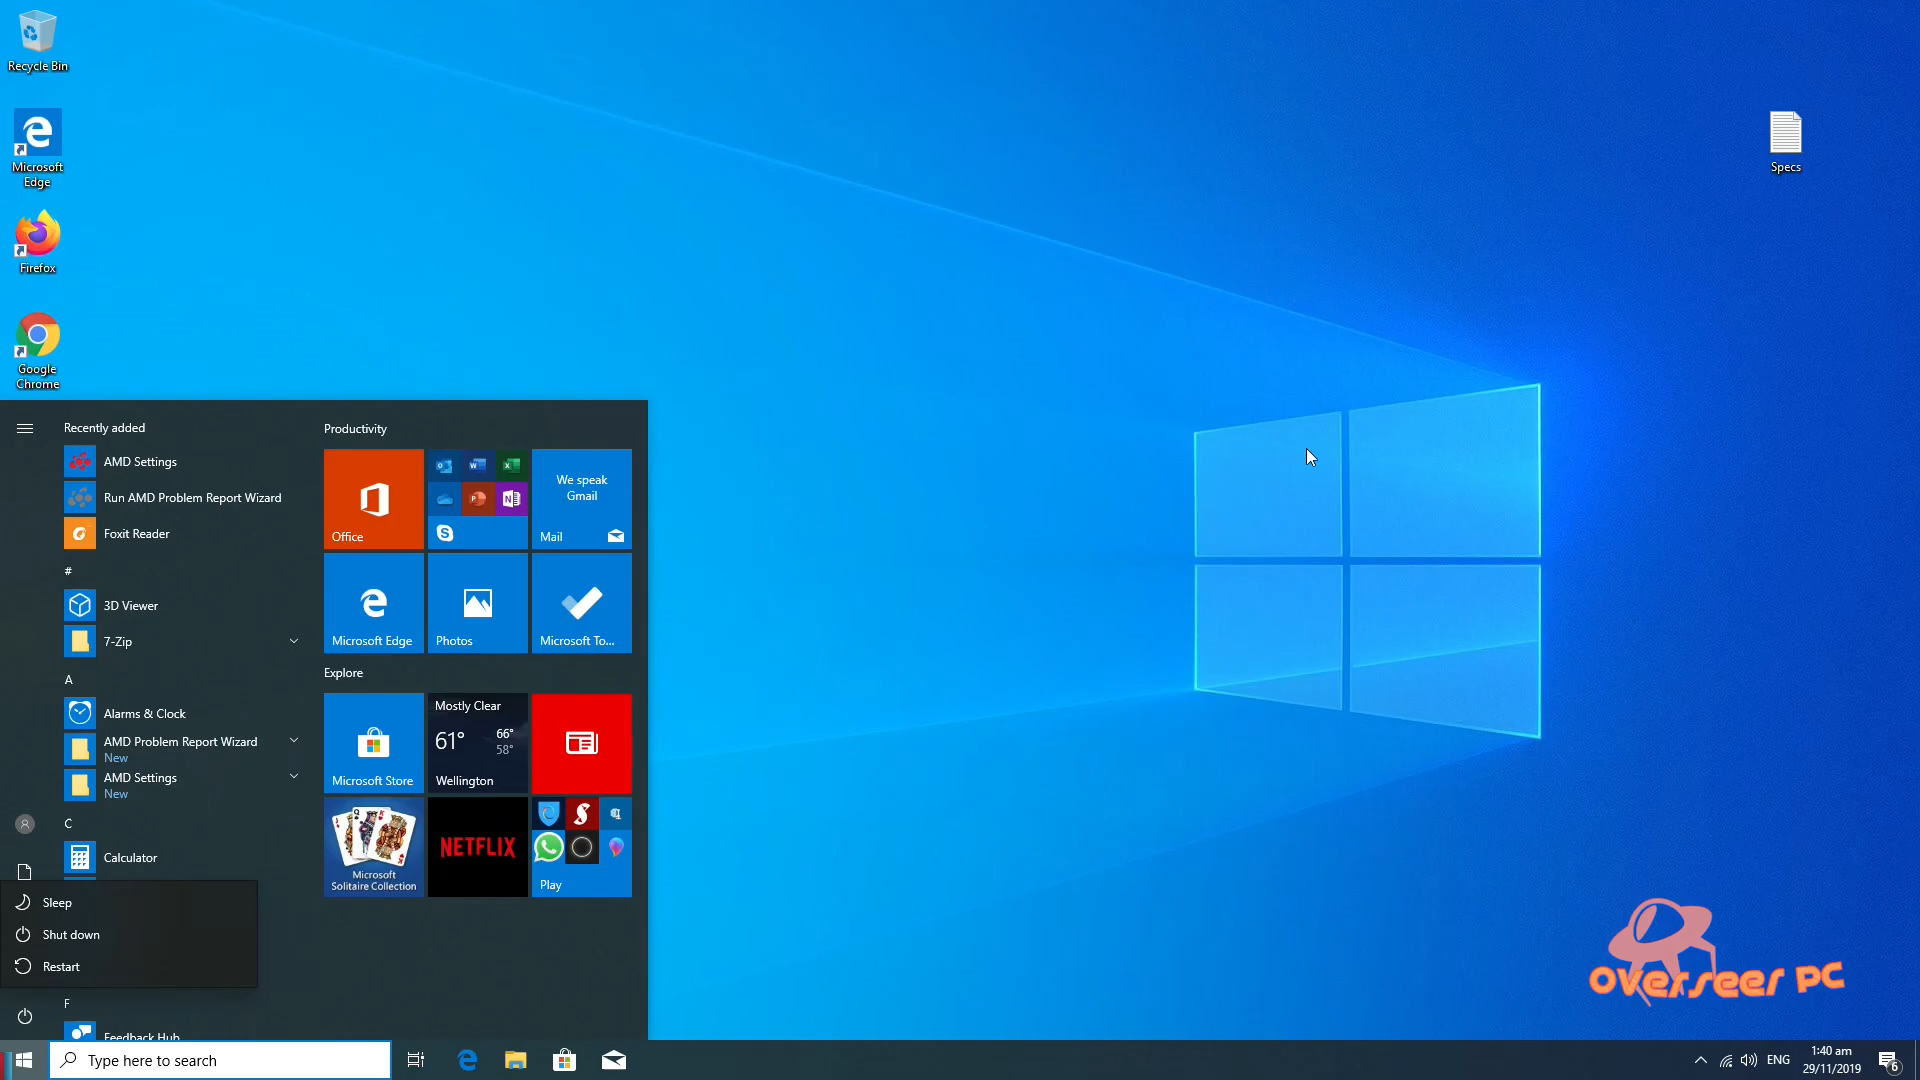 Recycle Bin
Microsoft
Edge
Firefox
Google
Chrome
Specs
Recently added
AMD Settings
Run AMD Problem Report Wizard
Foxit Reader
#
3D Viewer
7-Zip
A
Alarms & Clock
AMD Problem Report Wizard
New
AMD Settings
New
C
Calculator
Sleep
Shut down
Restart
F
Feedback Hub
Productivity
Office
We speak
Gmail
Mail
Microsoft Edge
Photos
Microsoft To...
Explore
Microsoft Store
Mostly Clear
61° 66°
58°
Wellington
Microsoft
Solitaire Collection
NETFLIX
Play
Overseer PC
Type here to search
ENG
1:40 am
29/11/2019
6